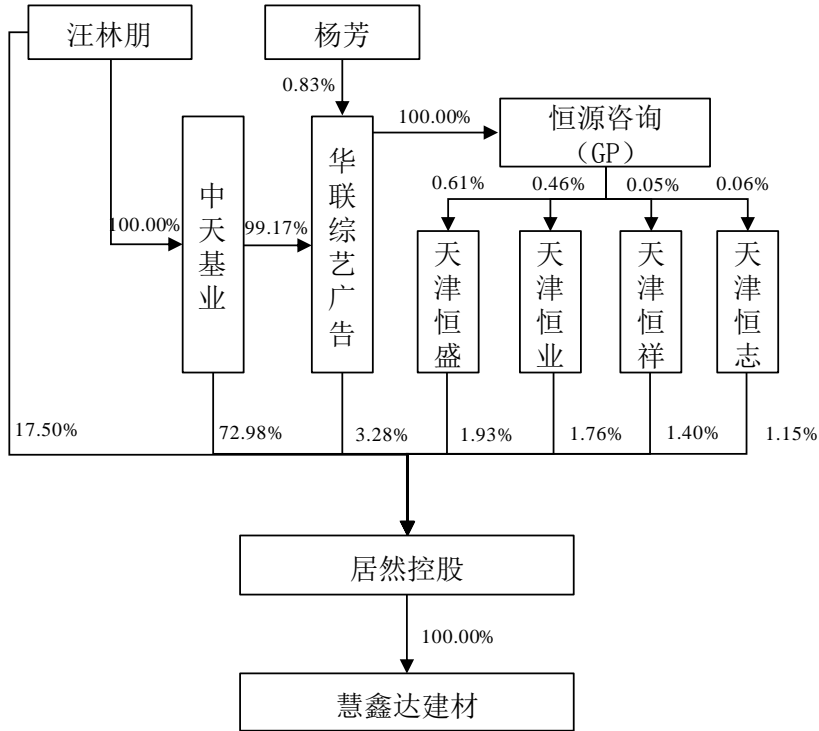 汪林朋
杨芳
0.83%
100.00%
恒源咨询
（GP）
0.61%
0.46%
0.05%
0.06%
100.00%
中天基业
99.17%
华联综艺广告
天津恒盛
天津恒业
天津恒祥
天津恒志
17.50%
72.98%
3.28%
1.93%
1.76%
1.40%
1.15%
居然控股
100.00%
慧鑫达建材